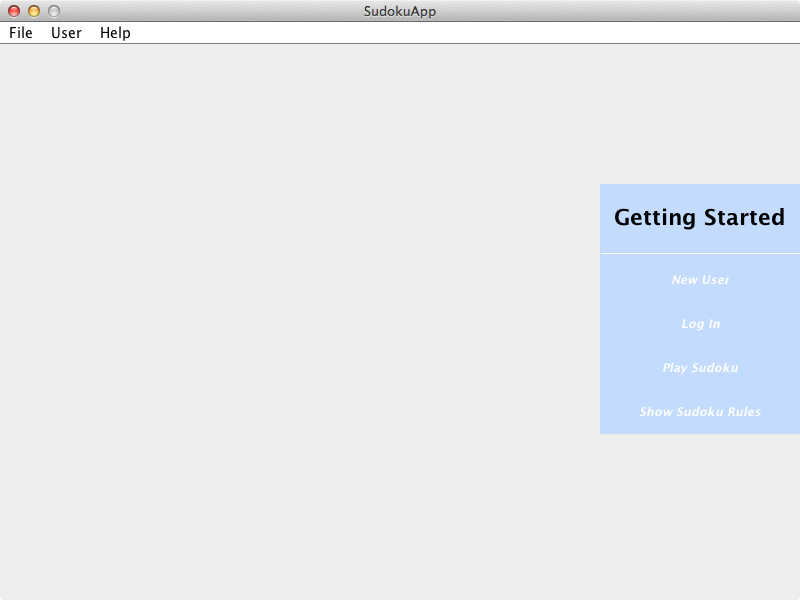 SudokuApp
File User Help
Getting Started
New User
Log In
Play Sudoku
Show Sudoku Rules